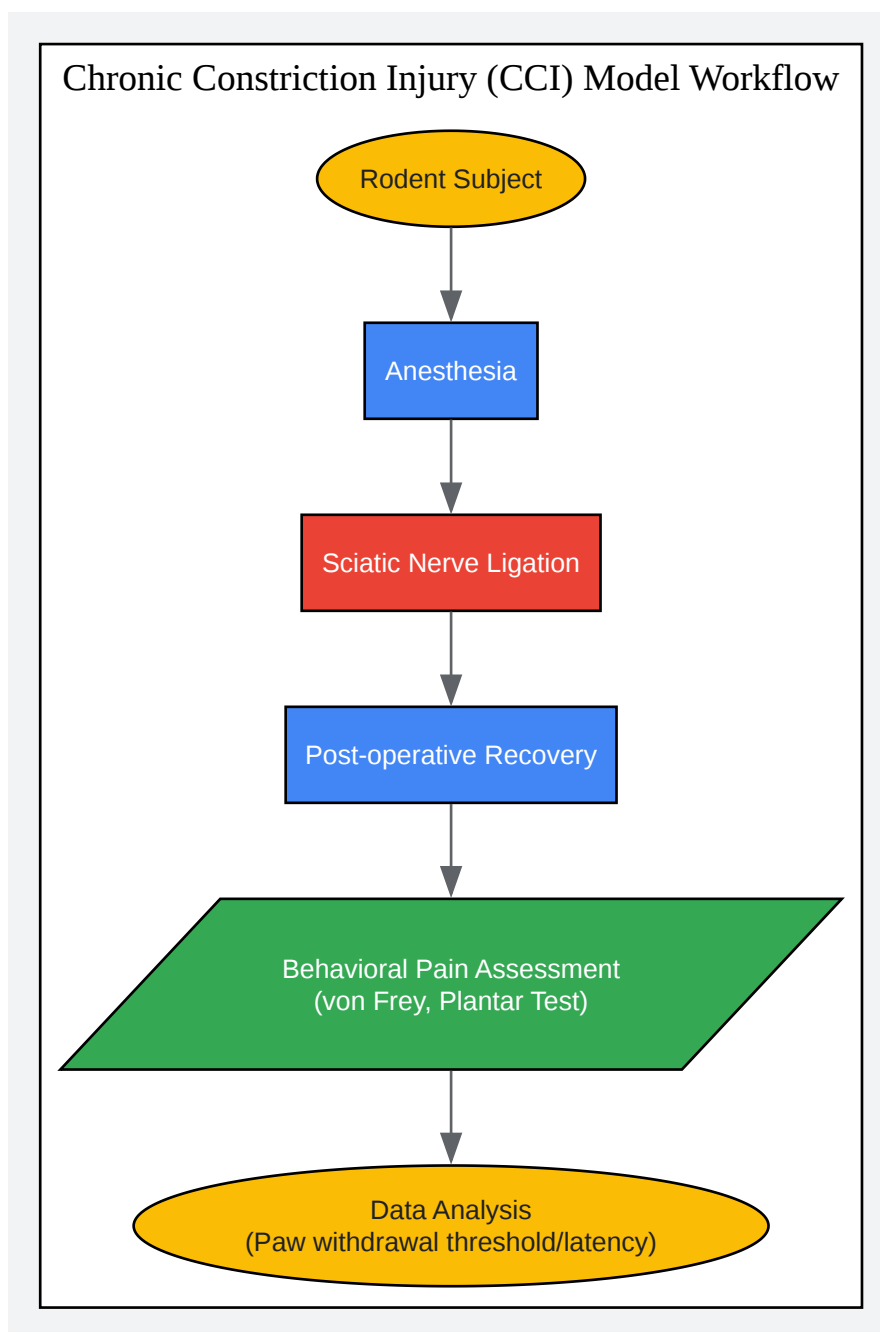 Chronic Constriction Injury (CCI) Model Workflow
Rodent Subject
Anesthesia
Sciatic Nerve Ligation
Post-operative Recovery
Behavioral Pain Assessment
(von Frey, Plantar Test)
Data Analysis
(Paw withdrawal threshold/latency)